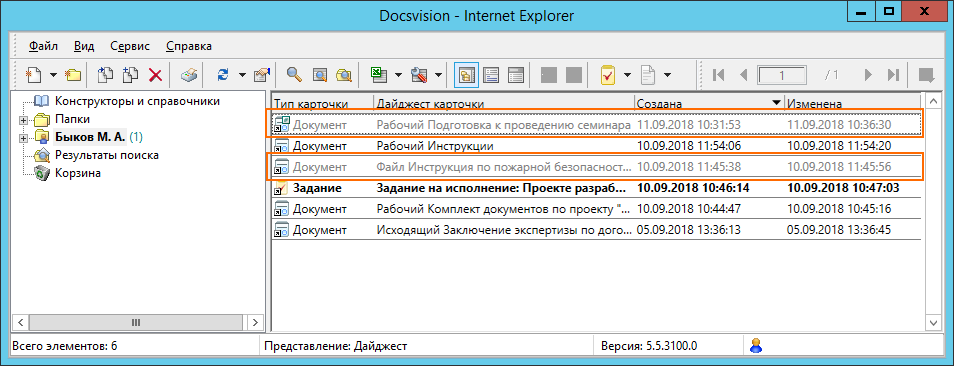 Docsvision - Internet Explorer
Файл Вид Сервис Справка
1 / 1
Конструкторы и справочники
Папки
Быков М. А. (1)
Результаты поиска
Корзина
Тип карточки Дайджест карточки Создана Изменена
Документ Рабочий Подготовка к проведению семинара 11.09.2018 10:31:53 11.09.2018 10:36:30
Документ Рабочий Инструкции 10.09.2018 11:54:06 10.09.2018 11:54:20
Документ Файл Инструкция по пожарной безопасност... 10.09.2018 11:45:38 10.09.2018 11:45:56
Задание Задание на исполнение: Проекте разраб... 10.09.2018 10:46:14 10.09.2018 10:47:03
Документ Рабочий Комплект документов по проекту "... 10.09.2018 10:44:47 10.09.2018 10:45:16
Документ Исходящий Заключение экспертизы по дого... 05.09.2018 13:36:13 05.09.2018 13:36:45
Всего элементов: 6 Представление: Дайджест Версия: 5.5.3100.0